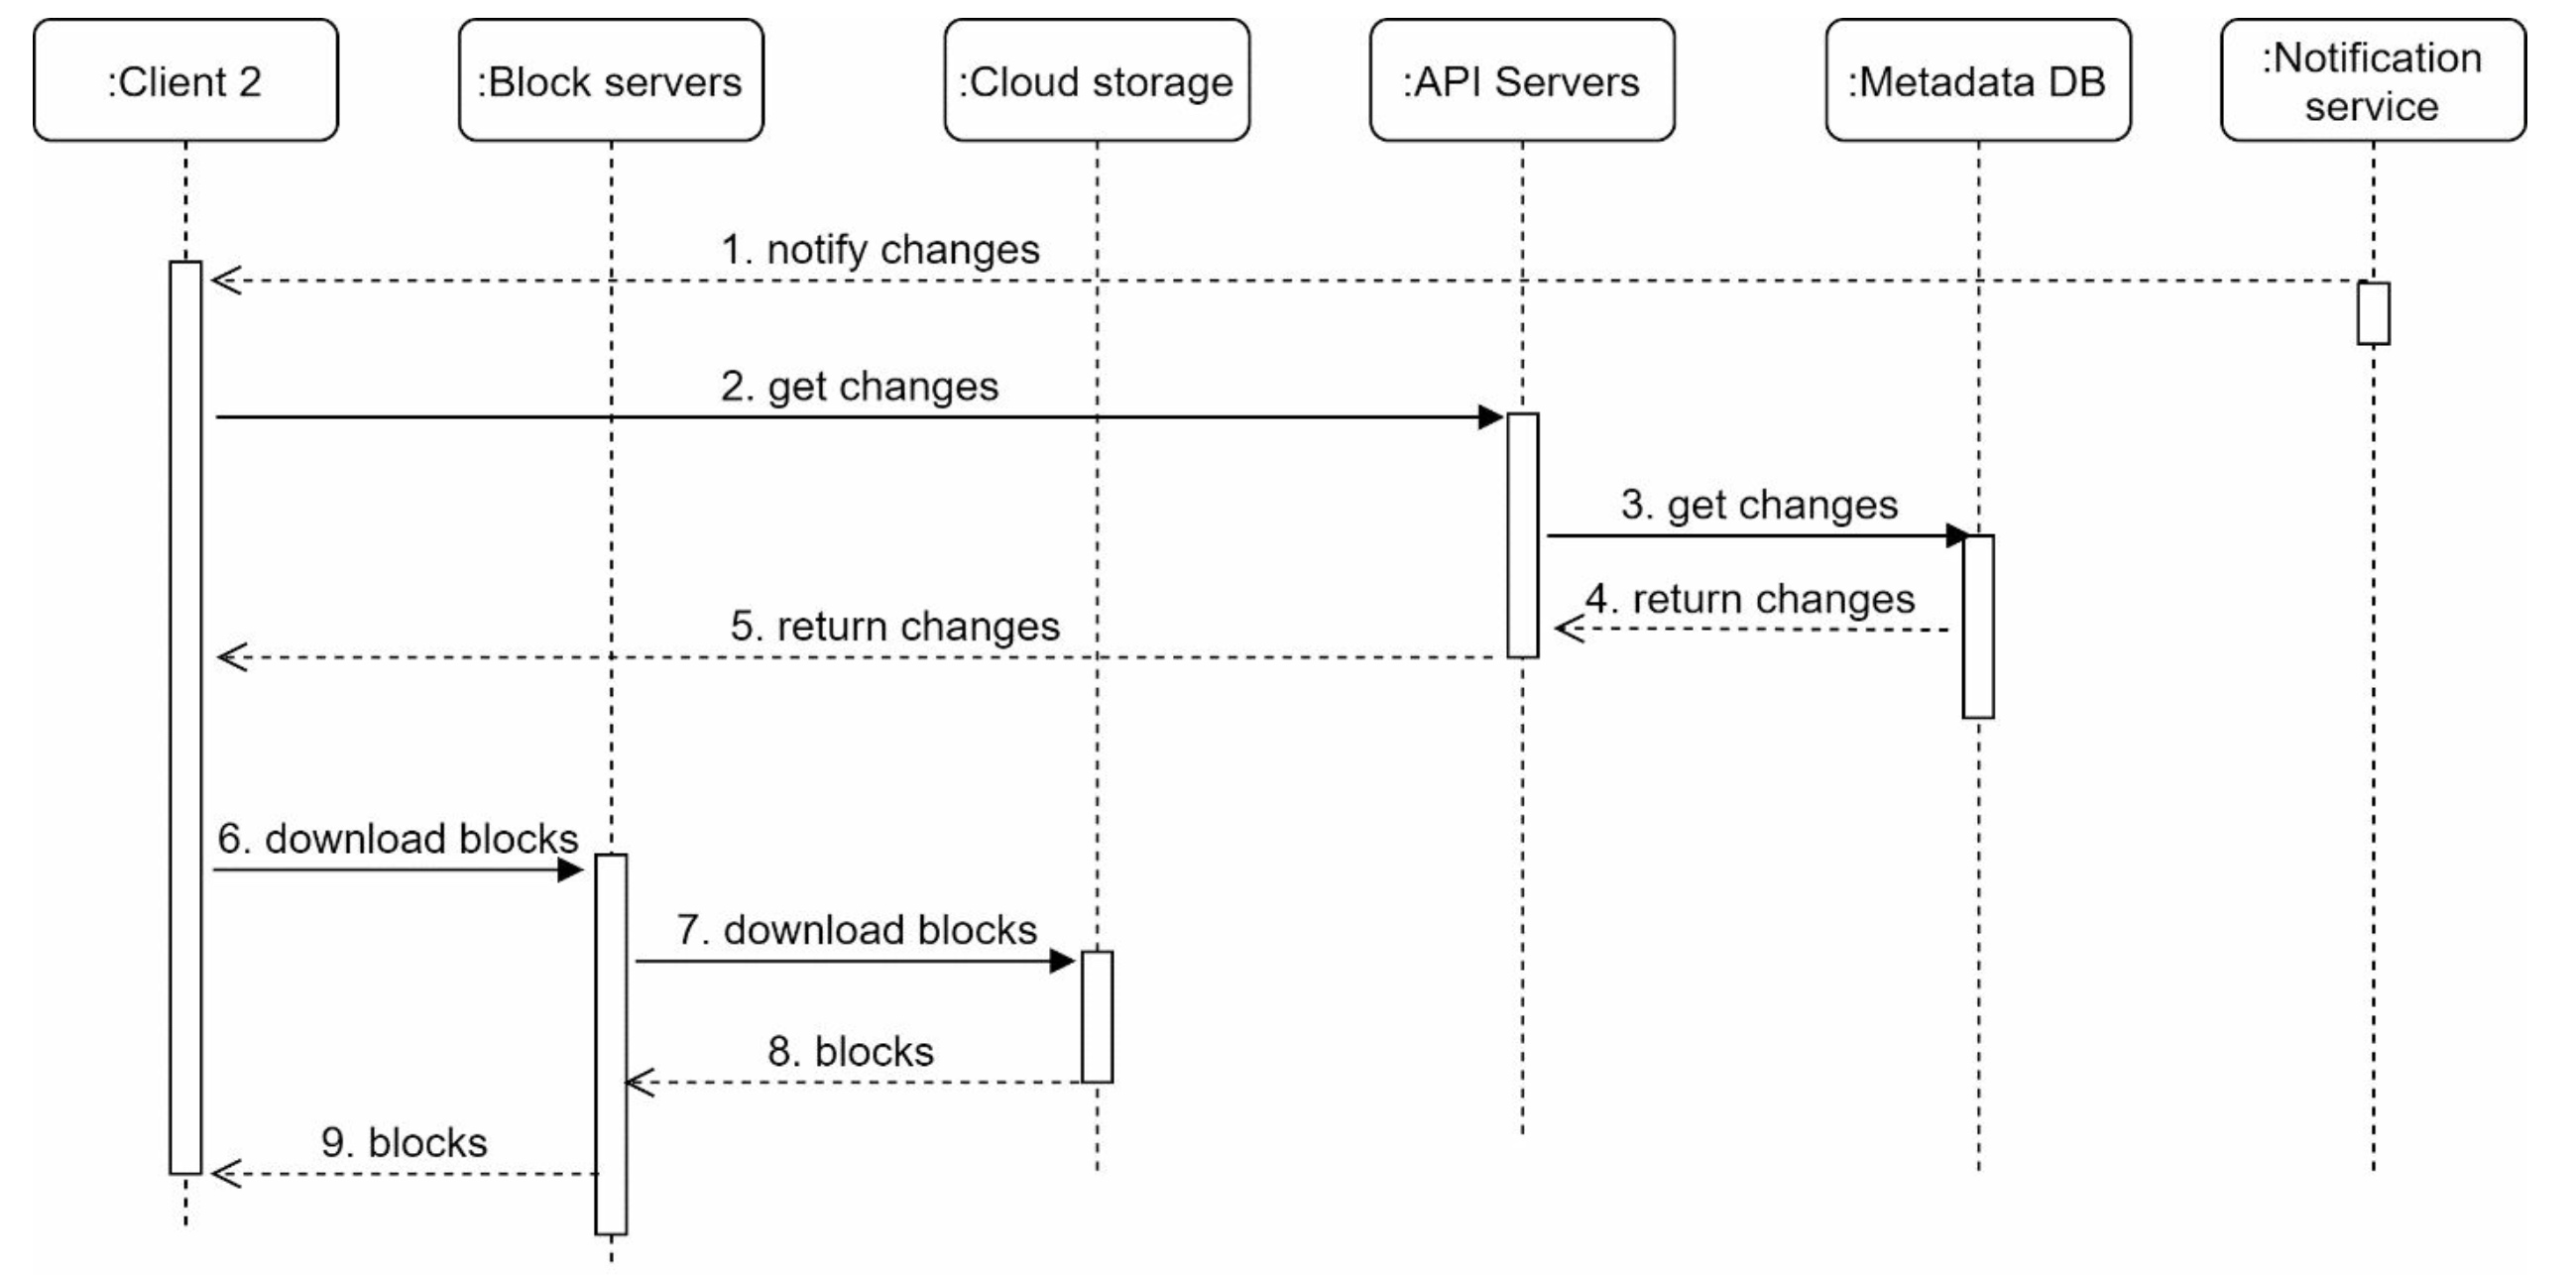 :Client 2
:Block servers
:Cloud storage
:API Servers
:Metadata DB
:Notification
service
1. notify changes
2. get changes
3. get changes
4. return changes
5. return changes
6. download blocks
7. download blocks
8. blocks
9. blocks